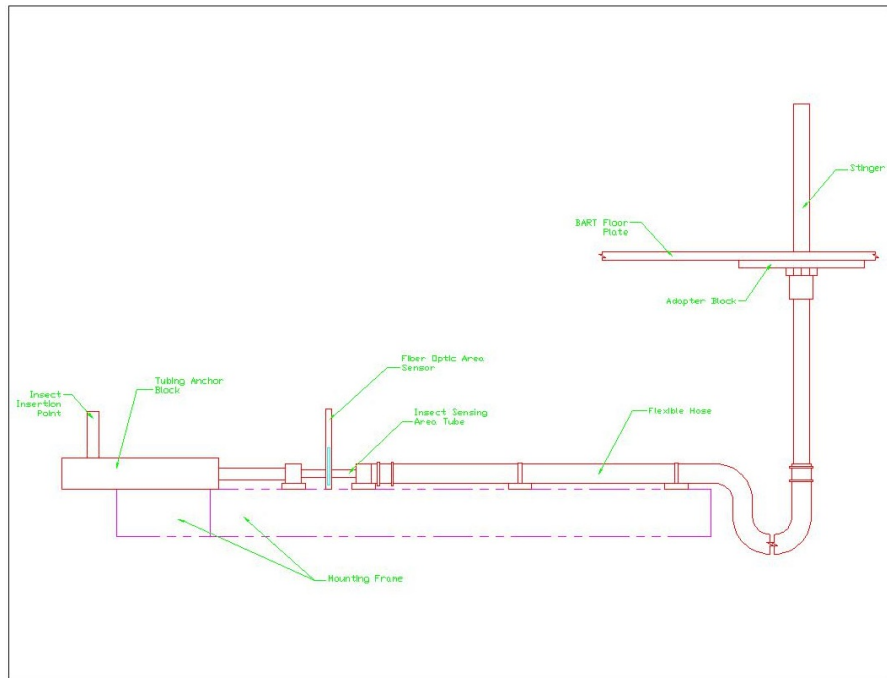 Stinger
BART Floor
Plate
Adapter Block
Fiber Optic Area
Sensor
Tubing Anchor
Block
Insect
Insertion
Point
Insect Sensing
Area Tube
Flexible Hose
Mounting Frame